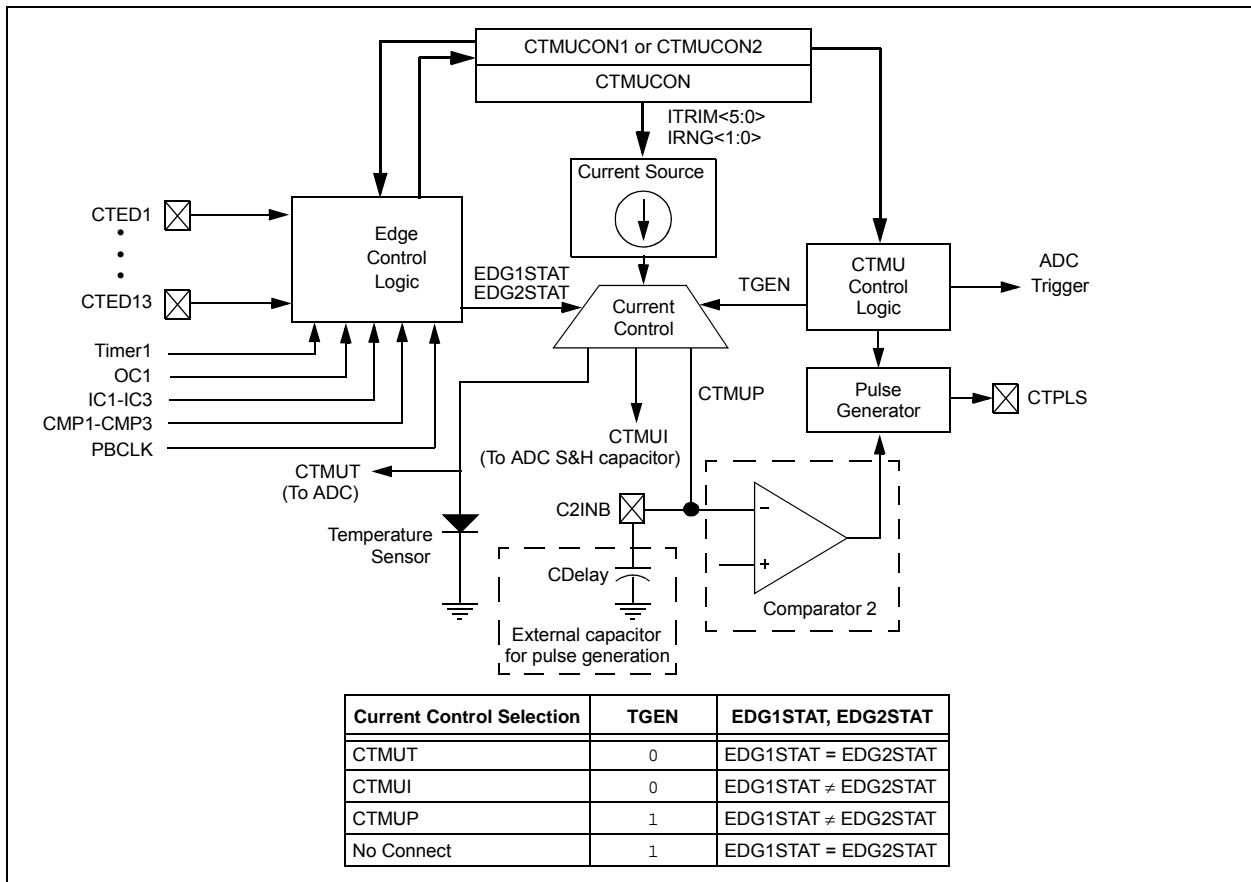 CTMUCON1 or CTMUCON2
CTMUCON
ITRIM<5:0>
IRNG<1:0>
Current Source
CTED1
CTED13
Edge
Control
Logic
EDG1STAT
EDG2STAT
Current
Control
TGEN
CTMU
Control
Logic
ADC
Trigger
Timer1
OC1
IC1-IC3
CMP1-CMP3
PBCLK
CTMUP
Pulse
Generator
CTPLS
CTMUT
(To ADC)
CTMUI
(To ADC S&H capacitor)
C2INB
Temperature
Sensor
CDelay
External capacitor
for pulse generation
−
+
Comparator 2
Current Control Selection TGEN EDG1STAT, EDG2STAT
CTMUT 0 EDG1STAT = EDG2STAT
CTMUI 0 EDG1STAT ≠ EDG2STAT
CTMUP 1 EDG1STAT ≠ EDG2STAT
No Connect 1 EDG1STAT = EDG2STAT